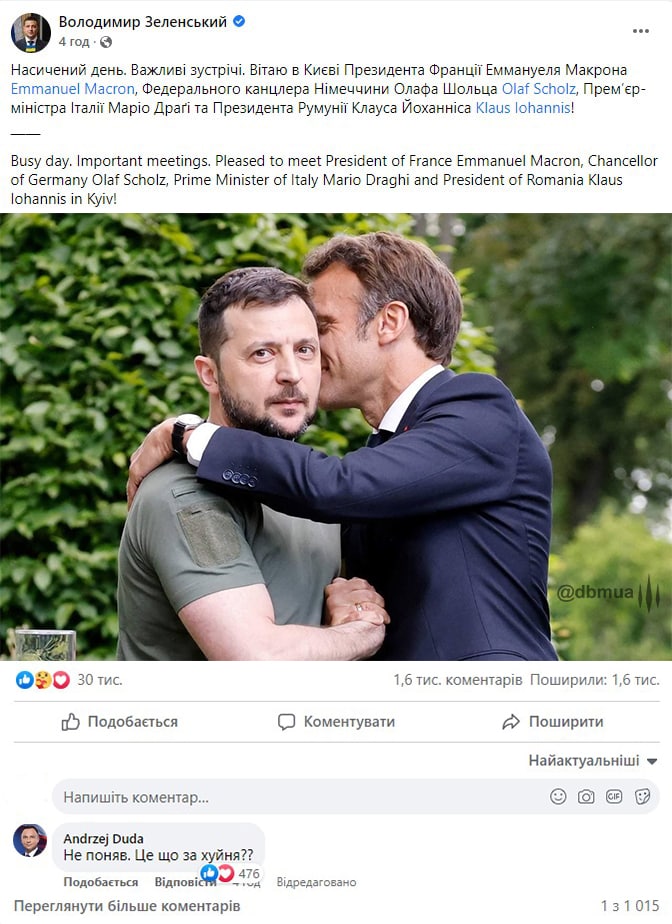 Володимир Зеленський
4 год ·
Насичений день. Важливі зустрічі. Вітаю в Києві Президента Франції Еммануеля Макрона
Emmanuel Macron, Федерального канцлера Німеччини Олафа Шольца Olaf Scholz, Прем’єр-
міністра Італії Маріо Драґі та Президента Румунії Клауса Йоханніса Klaus Iohannis!
____
Busy day. Important meetings. Pleased to meet President of France Emmanuel Macron, Chancellor
of Germany Olaf Scholz, Prime Minister of Italy Mario Draghi and President of Romania Klaus
Iohannis in Kyiv!
@dbmua
30 тис.
1,6 тис. коментарів Поширили: 1,6 тис.
Подобається Коментувати Поширити
Найактуальніші
Напишіть коментар...
GIF
Andrzej Duda
Не поняв. Це що за хуйня??
476
Подобається Відповісти 4 год Відредаговано
Переглянути більше коментарів 1 з 1 015